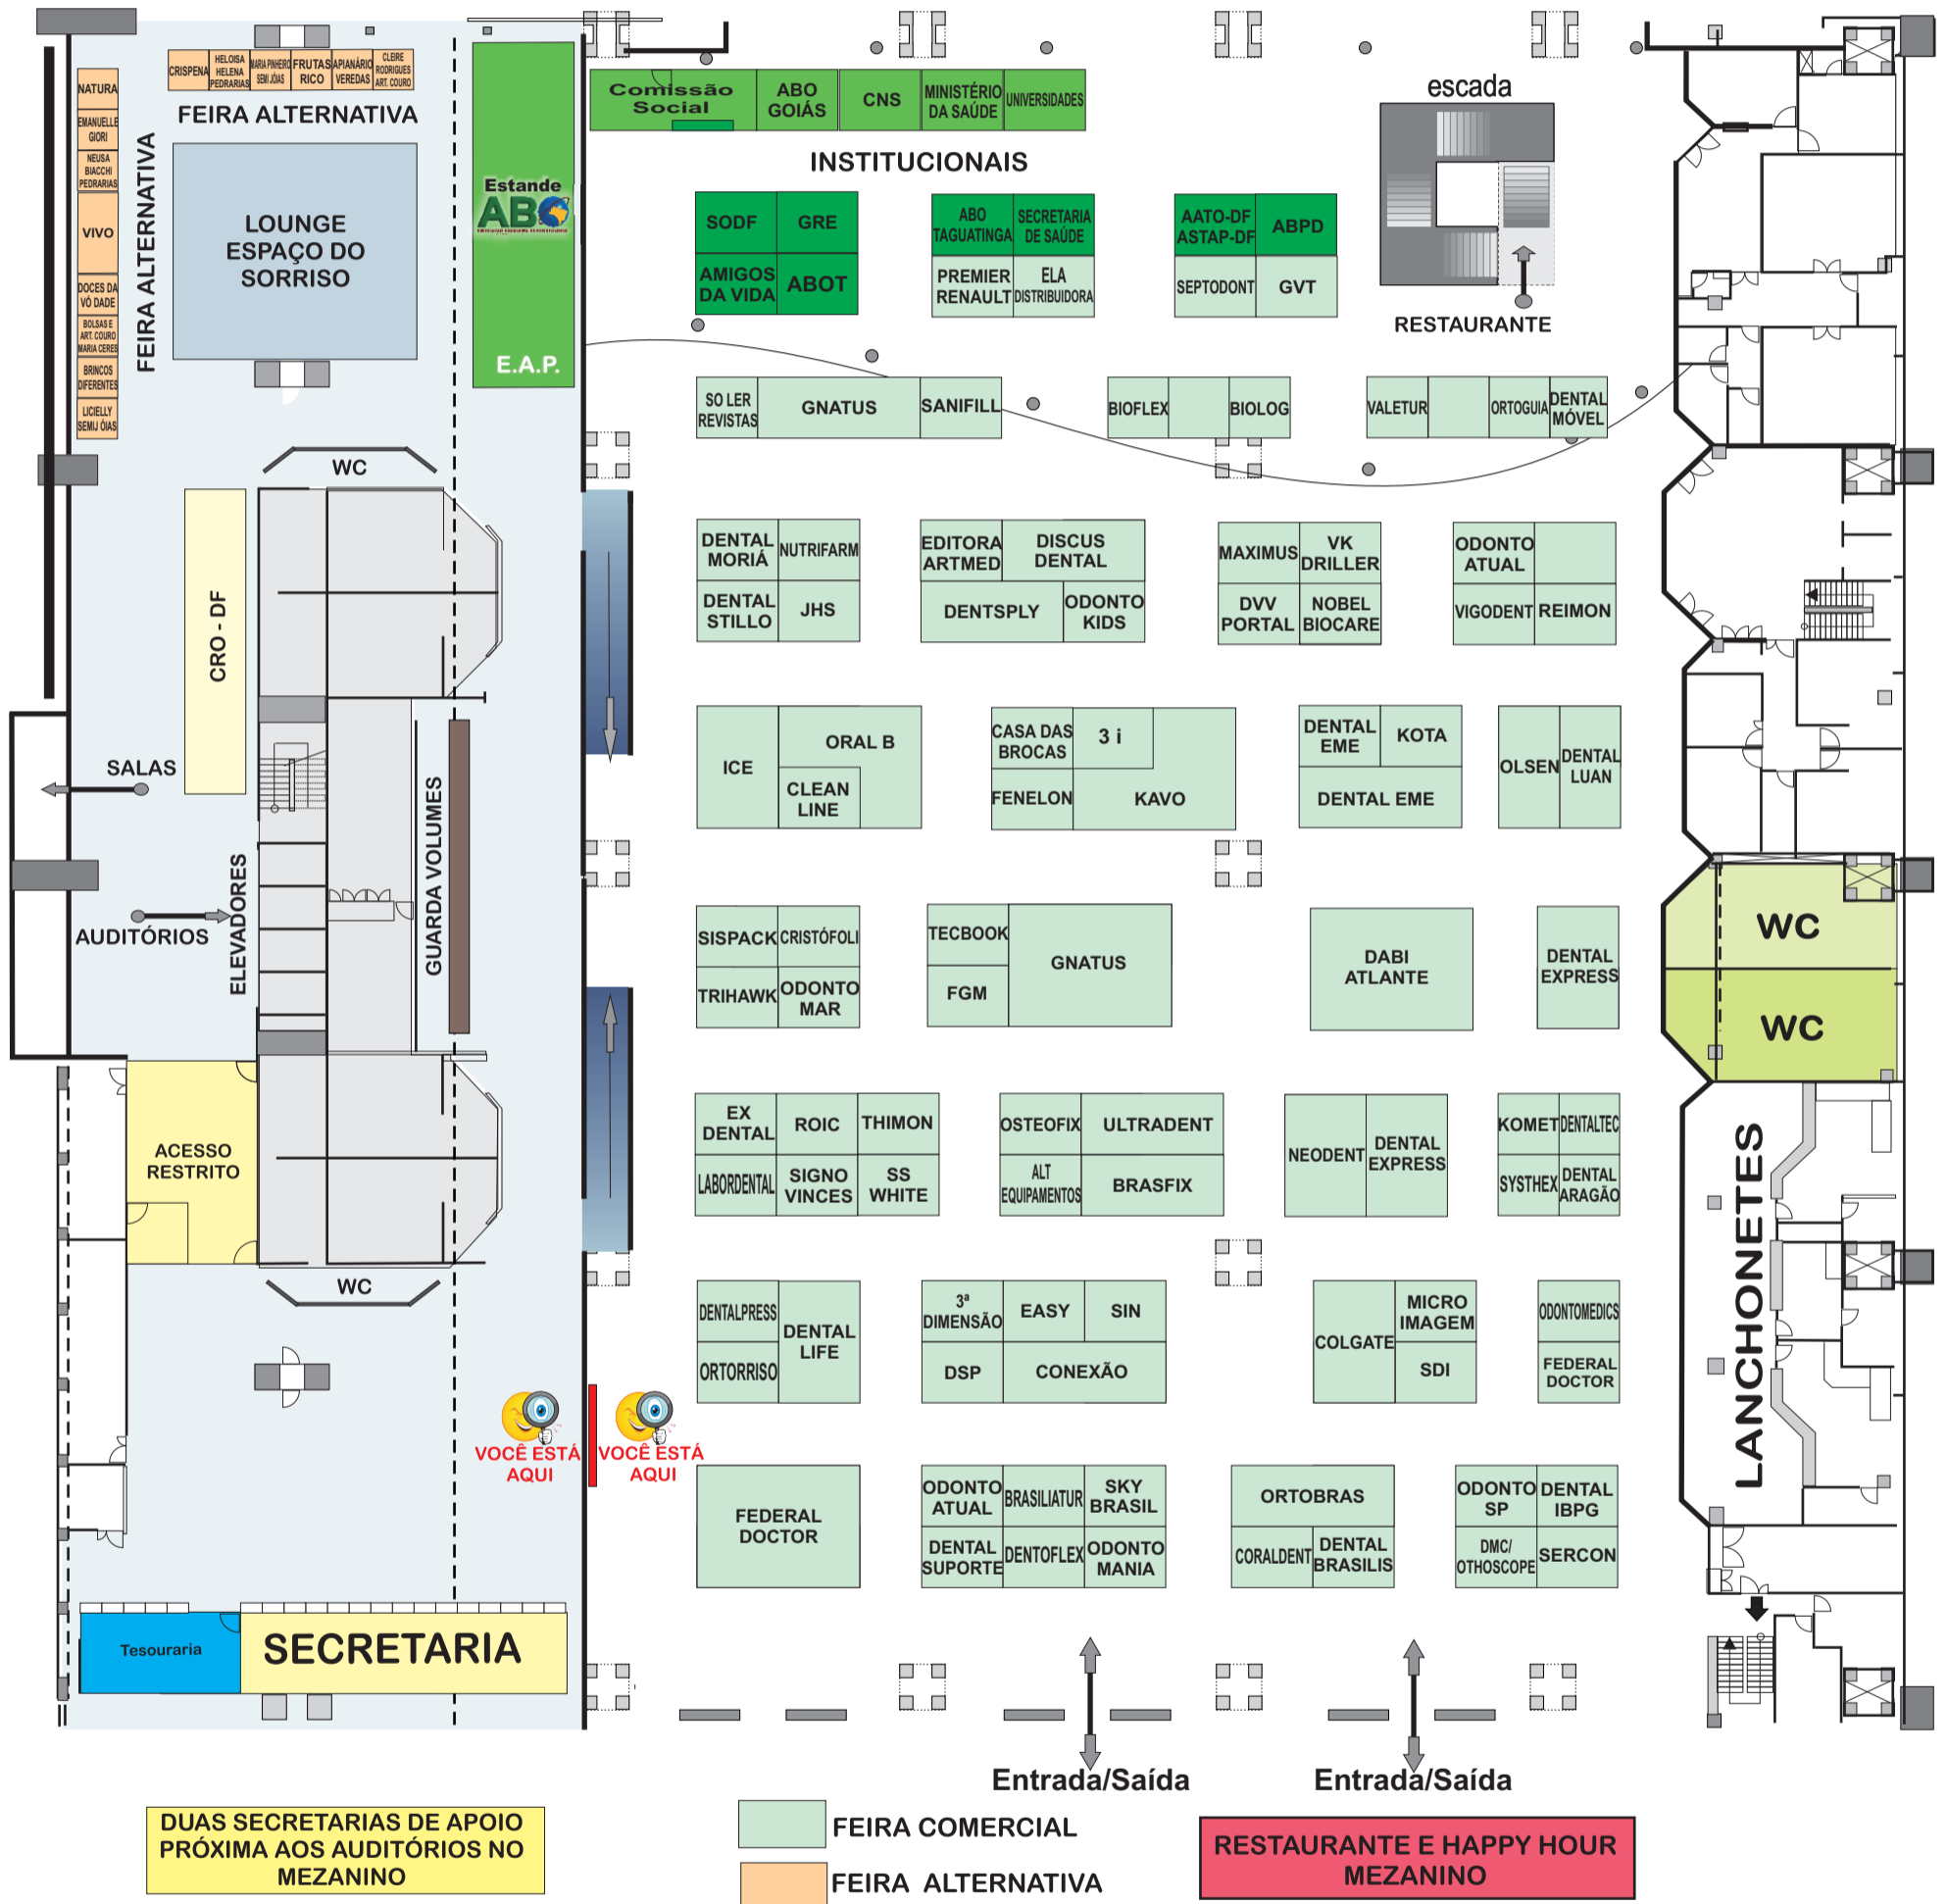 CRISPENA
HELOISA
HELENA
PEDRARIAS
MARIA PINHEIRO
SEMI JÓIAS
FRUTAS
RICO
APIANÁRIO
VEREDAS
CLEIRE
RODRIGUES
ART. COURO
FEIRA ALTERNATIVA
NATURA
EMANUELLE
GIORI
NEUSA
BIACCHI
PEDRARIAS
VIVO
DOCES DA
VÓ DADE
BOLSAS E
ART. COURO
MARIA CERES
BRINCOS
DIFERENTES
LICIELLY
SEMIJ ÓIAS
FEIRA ALTERNATIVA
LOUNGE
ESPAÇO DO
SORRISO
Estande
ABO
E.A.P.
Comissão
Social
ABO
GOIÁS
CNS
MINISTÉRIO
DA SAÚDE
UNIVERSIDADES
INSTITUCIONAIS
escada
RESTAURANTE
SODF
GRE
AMIGOS
DA VIDA
ABOT
ABO
TAGUATINGA
SECRETARIA
DE SAÚDE
PREMIER
RENAULT
ELA
DISTRIBUIDORA
AATO-DF
ASTAP-DF
ABPD
SEPTODONT
GVT
SO LER
REVISTAS
GNATUS
SANIFILL
BIOFLEX
BIOLOG
VALETUR
ORTOGUIA
DENTAL
MÓVEL
WC
CRO - DF
DENTAL
MORIÁ
NUTRIFARM
DENTAL
STILLO
JHS
EDITORA
ARTMED
DISCUS
DENTAL
DENTSPLY
ODONTO
KIDS
MAXIMUS
VK
DRILLER
DVV
PORTAL
NOBEL
BIOCARE
ODONTO
ATUAL
VIGODENT
REIMON
SALAS
AUDITÓRIOS
ELEVADORES
GUARDA VOLUMES
ICE
ORAL B
CLEAN
LINE
CASA DAS
BROCAS
3 i
FENELON
KAVO
DENTAL
EME
KOTA
DENTAL EME
OLSEN
DENTAL
LUAN
SISPACK
CRISTÓFOLI
TRIHAWK
ODONTO
MAR
TECBOOK
FGM
GNATUS
DABI
ATLANTE
DENTAL
EXPRESS
WC
WC
ACESSO
RESTRITO
WC
EX
DENTAL
ROIC
THIMON
LABORDENTAL
SIGNO
VINCES
SS
WHITE
OSTEOFIX
ULTRADENT
ALT
EQUIPAMENTOS
BRASFIX
NEODENT
DENTAL
EXPRESS
KOMET
DENTALTEC
SYSTHEX
DENTAL
ARAGÃO
LANCHONETES
DENTALPRESS
DENTAL
LIFE
ORTORRISO
3ª
DIMENSÃO
EASY
SIN
DSP
CONEXÃO
COLGATE
MICRO
IMAGEM
SDI
ODONTOMEDICS
FEDERAL
DOCTOR
VOCÊ ESTÁ
AQUI
VOCÊ ESTÁ
AQUI
FEDERAL
DOCTOR
ODONTO
ATUAL
BRASILIATUR
SKY
BRASIL
DENTAL
SUPORTE
DENTOFLEX
ODONTO
MANIA
ORTOBRAS
CORALDENT
DENTAL
BRASILIS
ODONTO
SP
DENTAL
IBPG
DMC/
OTHOSCOPE
SERCON
Tesouraria
SECRETARIA
Entrada/Saída
Entrada/Saída
DUAS SECRETARIAS DE APOIO
PRÓXIMA AOS AUDITÓRIOS NO
MEZANINO
FEIRA COMERCIAL
FEIRA ALTERNATIVA
RESTAURANTE E HAPPY HOUR
MEZANINO